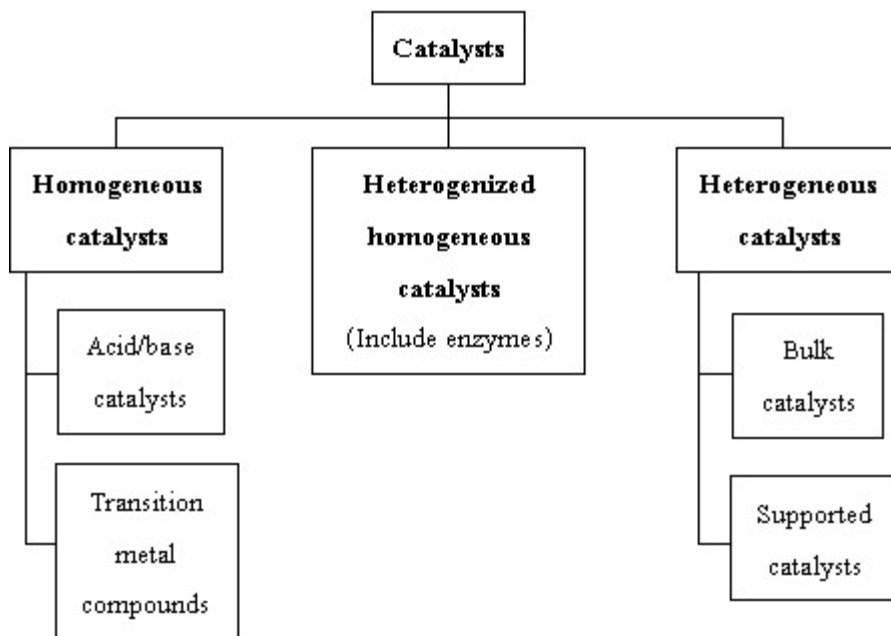 Catalysts
Homogeneous
catalysts
Acid/base
catalysts
Transition
metal
compounds
Heterogenized
homogeneous
catalysts
(Include enzymes)
Heterogeneous
catalysts
Bulk
catalysts
Supported
catalysts